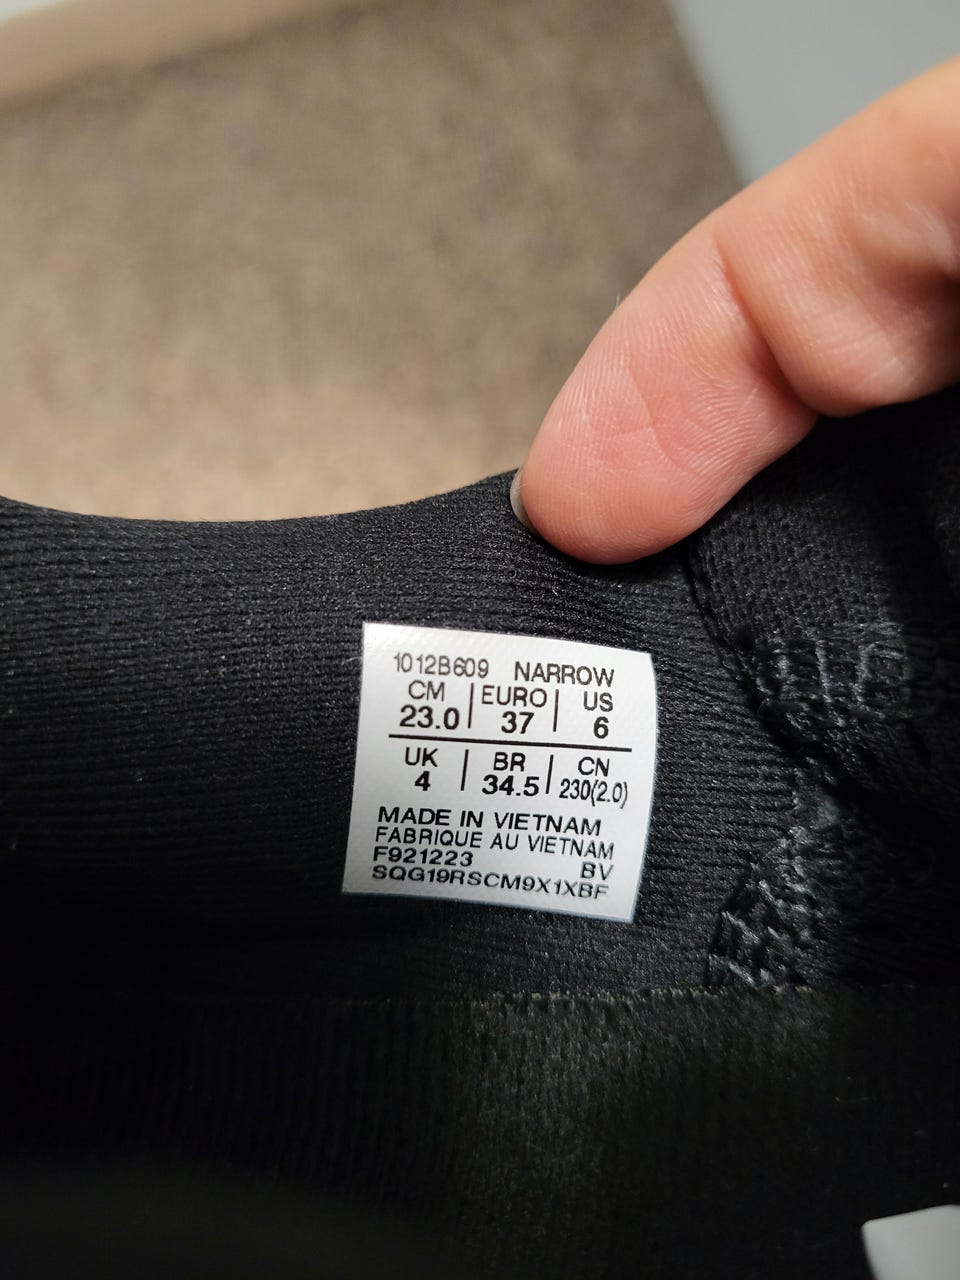 1012B609 NARROW
CM | EURO | US
23.0 | 37 | 6
UK | BR | CN
4 | 34.5 | 230(2.0)
MADE IN VIETNAM
FABRIQUE AU VIETNAM
F921223 BV
SQG19RSCM9X1XBF